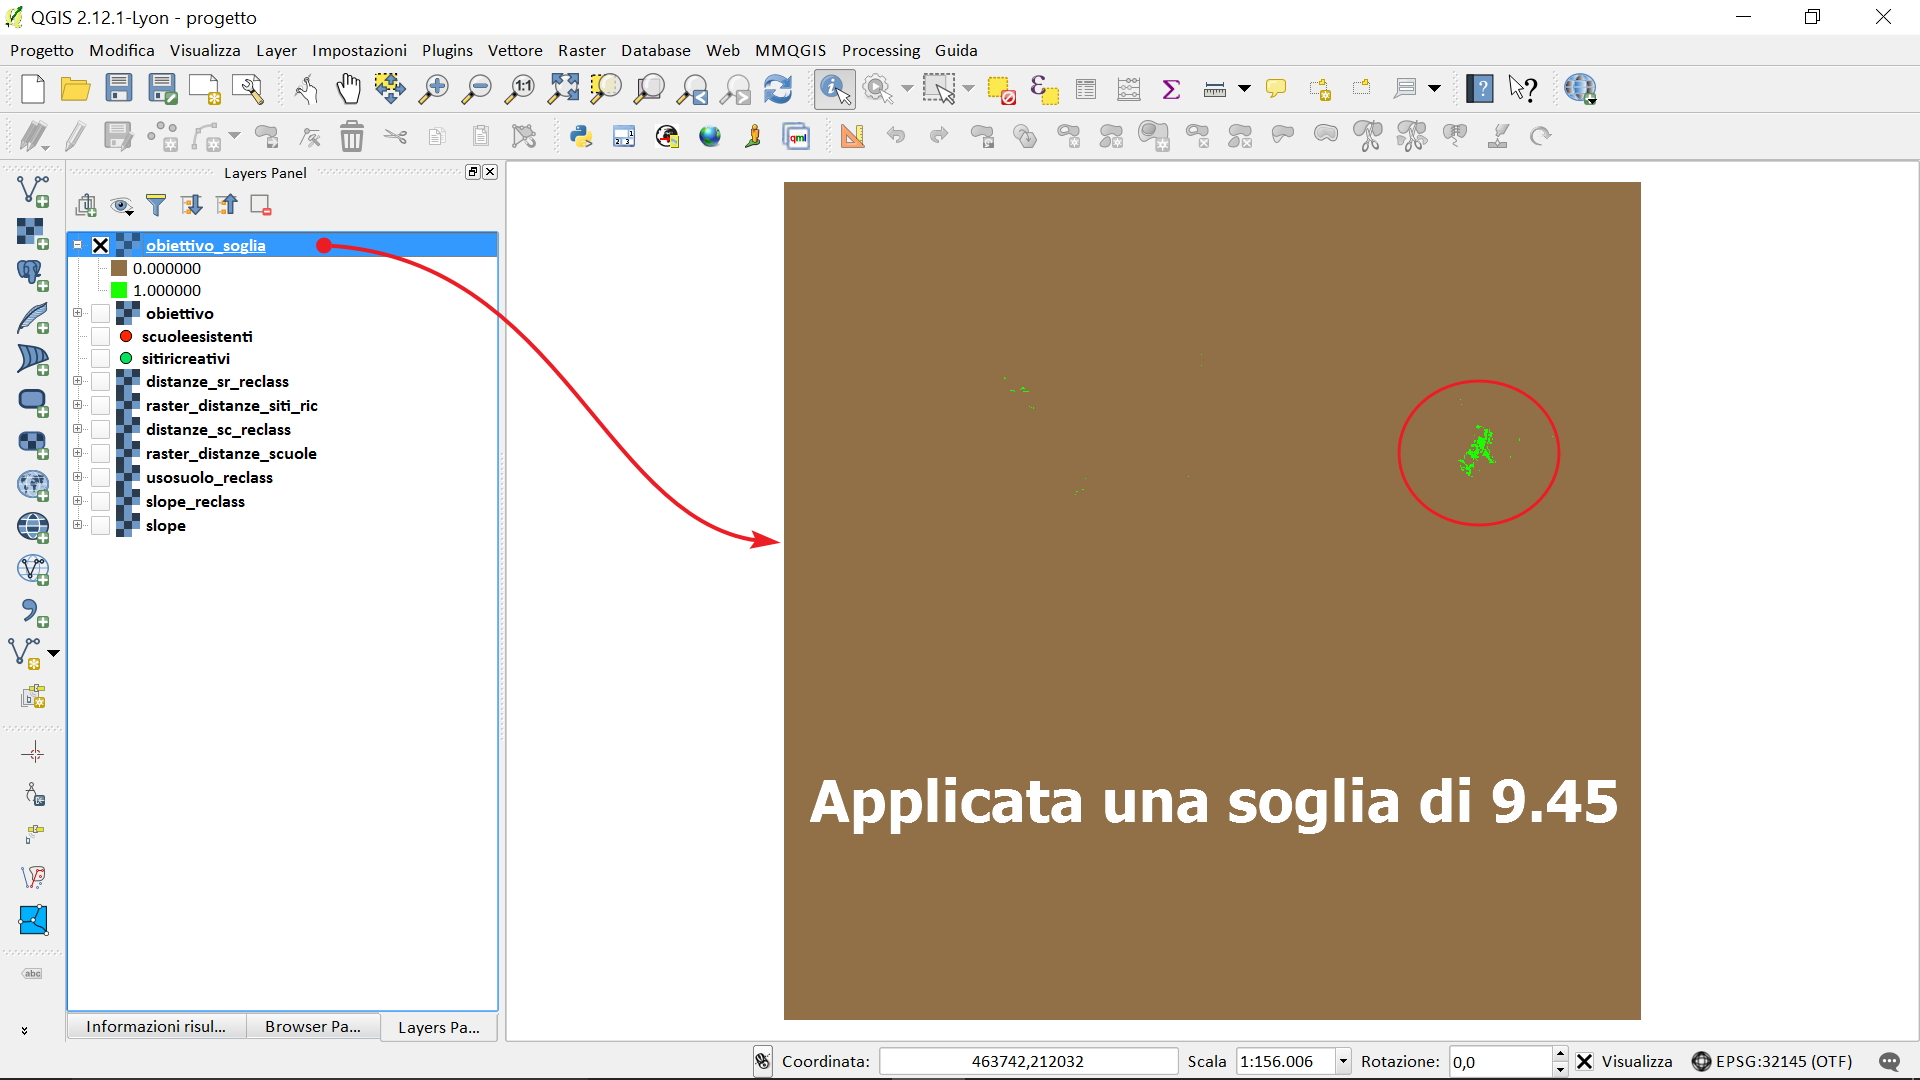 QGIS 2.12.1-Lyon - progetto
Progetto Modifica Visualizza Layer Impostazioni Plugins Vettore Raster Database Web MMQGIS Processing Guida
Layers Panel
obiettivo_soglia
0.000000
1.000000
obiettivo
scuoleesistenti
sitiricreativi
distanze_sr_reclass
raster_distanze_siti_ric
distanze_sc_reclass
raster_distanze_scuole
usosuolo_reclass
slope_reclass
slope
Applicata una soglia di 9.45
abc
Informazioni risul... Browser Pa... Layers Pa...
Coordinata: 463742,212032 Scala 1:156.006 Rotazione: 0,0 Visualizza EPSG:32145 (OTF)